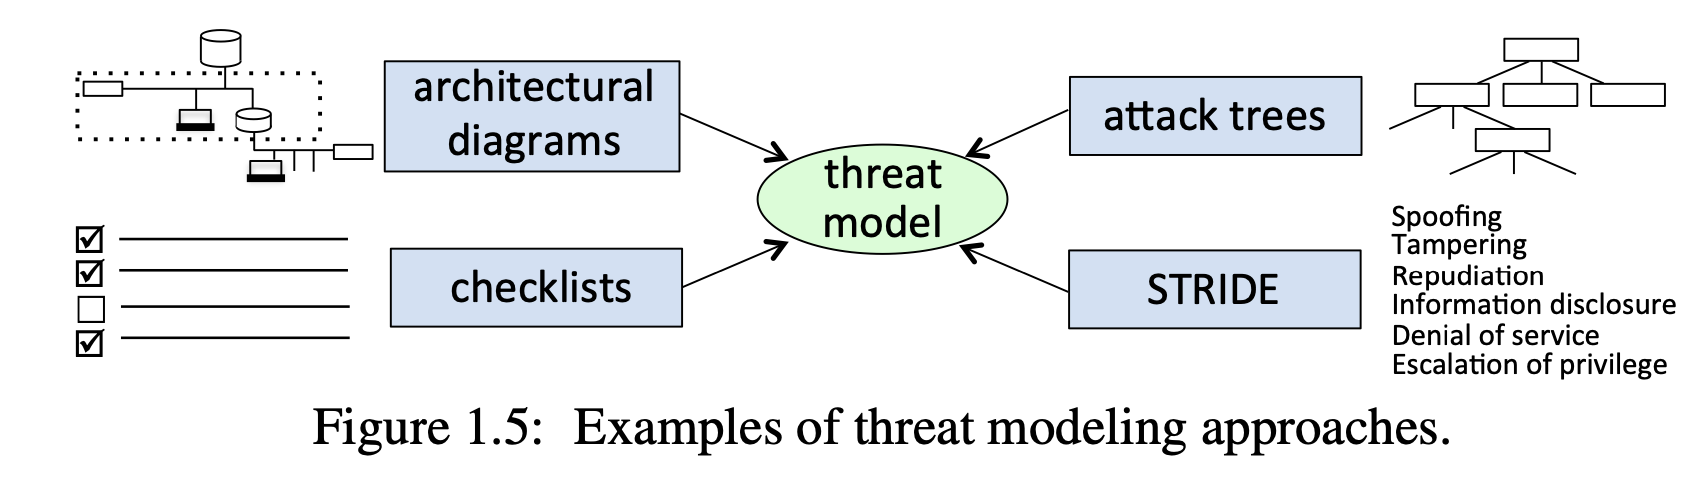 architectural
diagrams
attack trees
threat
model
checklists
STRIDE
Spoofing
Tampering
Repudiation
Information disclosure
Denial of service
Escalation of privilege
Figure 1.5: Examples of threat modeling approaches.